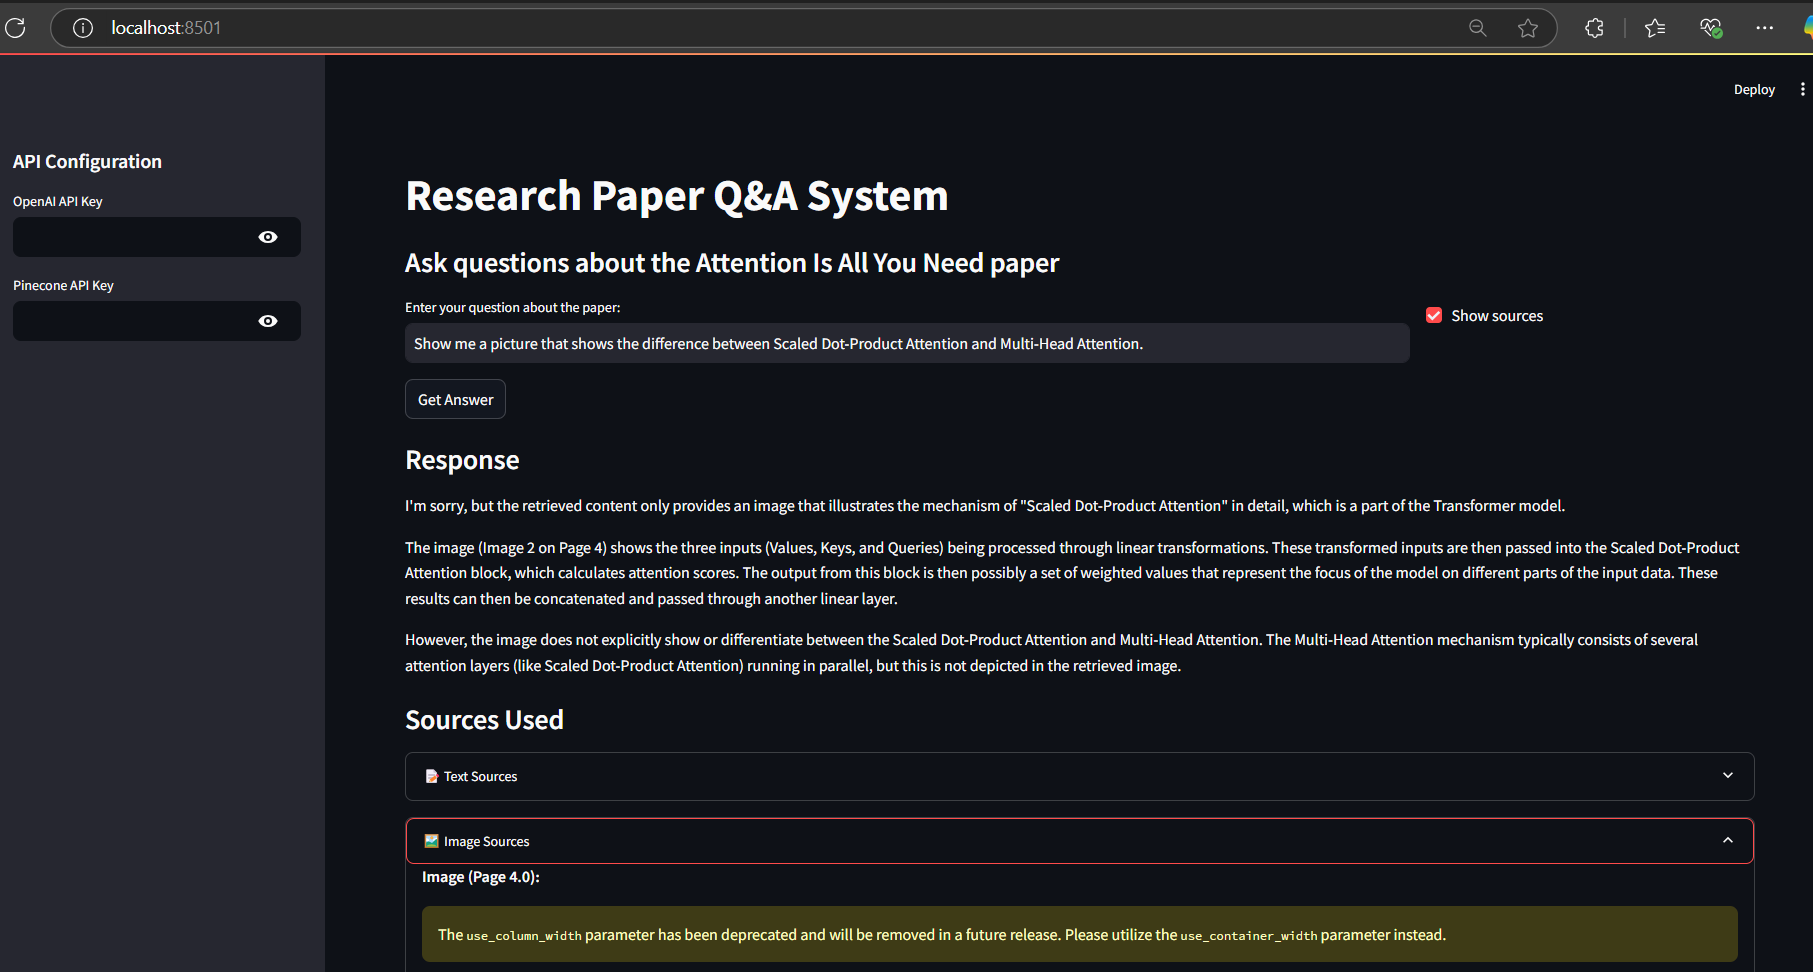 localhost:8501
Deploy
API Configuration
OpenAI API Key
Pinecone API Key
Research Paper Q&A System
Ask questions about the Attention Is All You Need paper
Enter your question about the paper:
Show sources
Show me a picture that shows the difference between Scaled Dot-Product Attention and Multi-Head Attention.
Get Answer
Response
I'm sorry, but the retrieved content only provides an image that illustrates the mechanism of "Scaled Dot-Product Attention" in detail, which is a part of the Transformer model.
The image (Image 2 on Page 4) shows the three inputs (Values, Keys, and Queries) being processed through linear transformations. These transformed inputs are then passed into the Scaled Dot-Product
Attention block, which calculates attention scores. The output from this block is then possibly a set of weighted values that represent the focus of the model on different parts of the input data. These
results can then be concatenated and passed through another linear layer.
However, the image does not explicitly show or differentiate between the Scaled Dot-Product Attention and Multi-Head Attention. The Multi-Head Attention mechanism typically consists of several
attention layers (like Scaled Dot-Product Attention) running in parallel, but this is not depicted in the retrieved image.
Sources Used
Text Sources
Image Sources
Image (Page 4.0):
The use_column_width parameter has been deprecated and will be removed in a future release. Please utilize the use_container_width parameter instead.